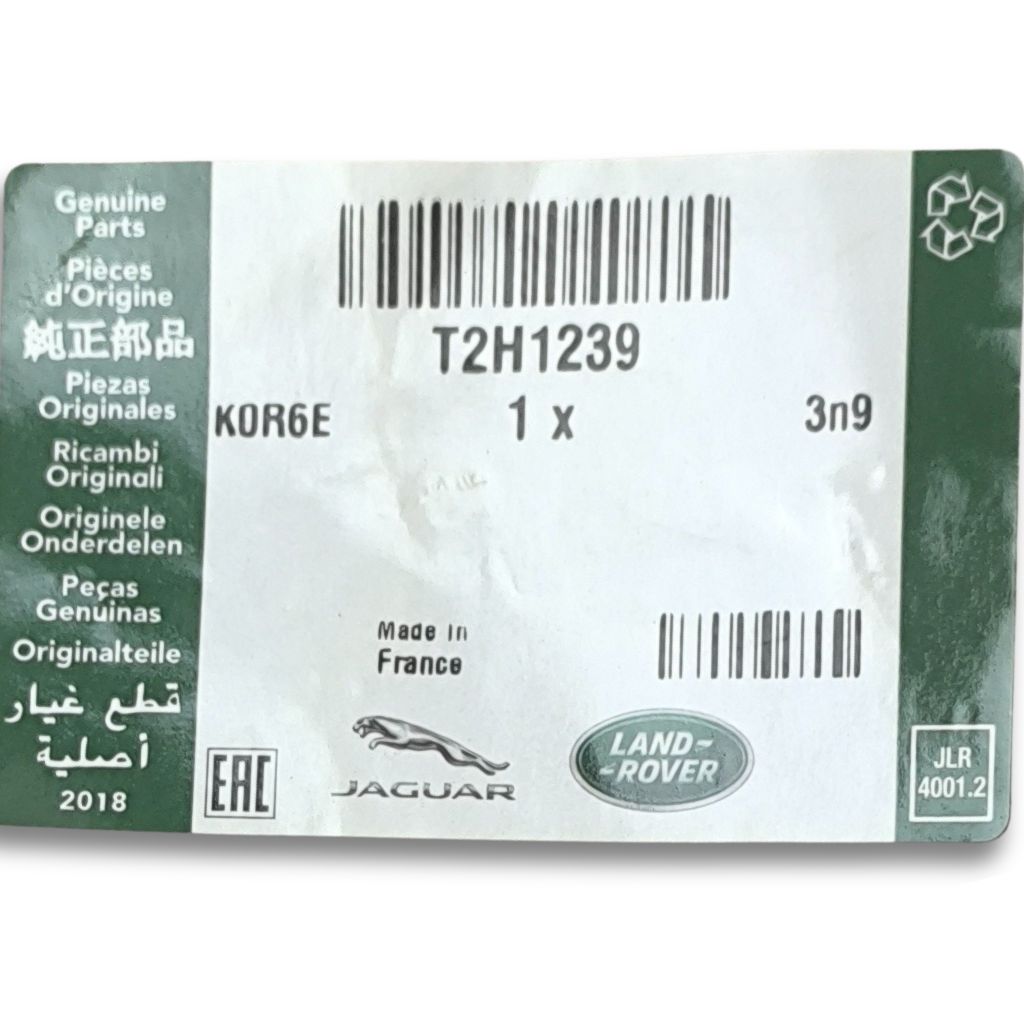 Genuine
Parts
Pièces
d'Origine
純正部品
Piezas
Originales
Ricambi
Originali
Originele
Onderdelen
Peças
Genuinas
Originalteile
قطع غيار
أصلية
2018
T2H1239
K0R6E 1 x 3n9
Made In
France
EAC
JAGUAR
LAND-
-ROVER
JLR
4001.2